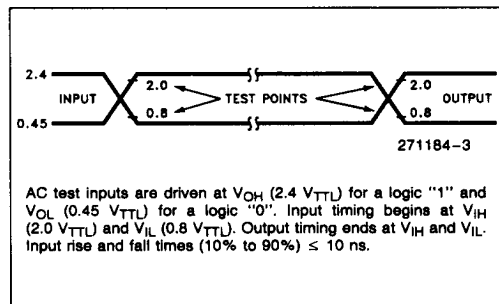 2.4
INPUT
2.0
TEST POINTS
2.0
OUTPUT
0.45
0.8
0.8
271184-3
AC test inputs are driven at VOH (2.4 VTTL) for a logic "1" and
VOL (0.45 VTTL) for a logic "0". Input timing begins at VIH
(2.0 VTTL) and VIL (0.8 VTTL). Output timing ends at VIH and VIL.
Input rise and fall times (10% to 90%) ≤ 10 ns.